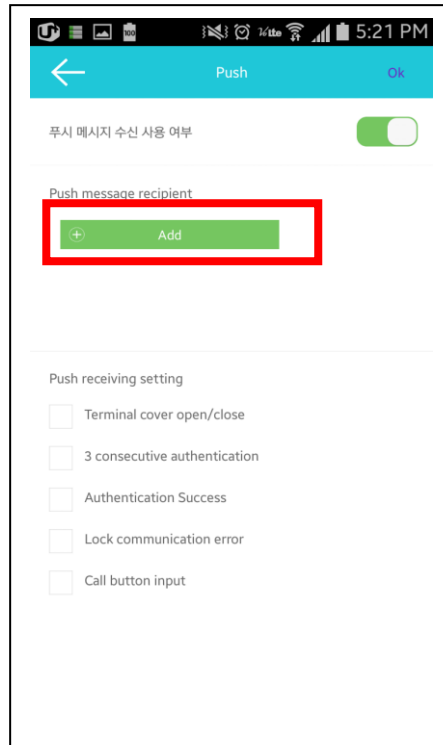 5:21 PM
Push
Ok
푸시 메시지 수신 사용 여부
Push message recipient
Add
Push receiving setting
Terminal cover open/close
3 consecutive authentication
Authentication Success
Lock communication error
Call button input